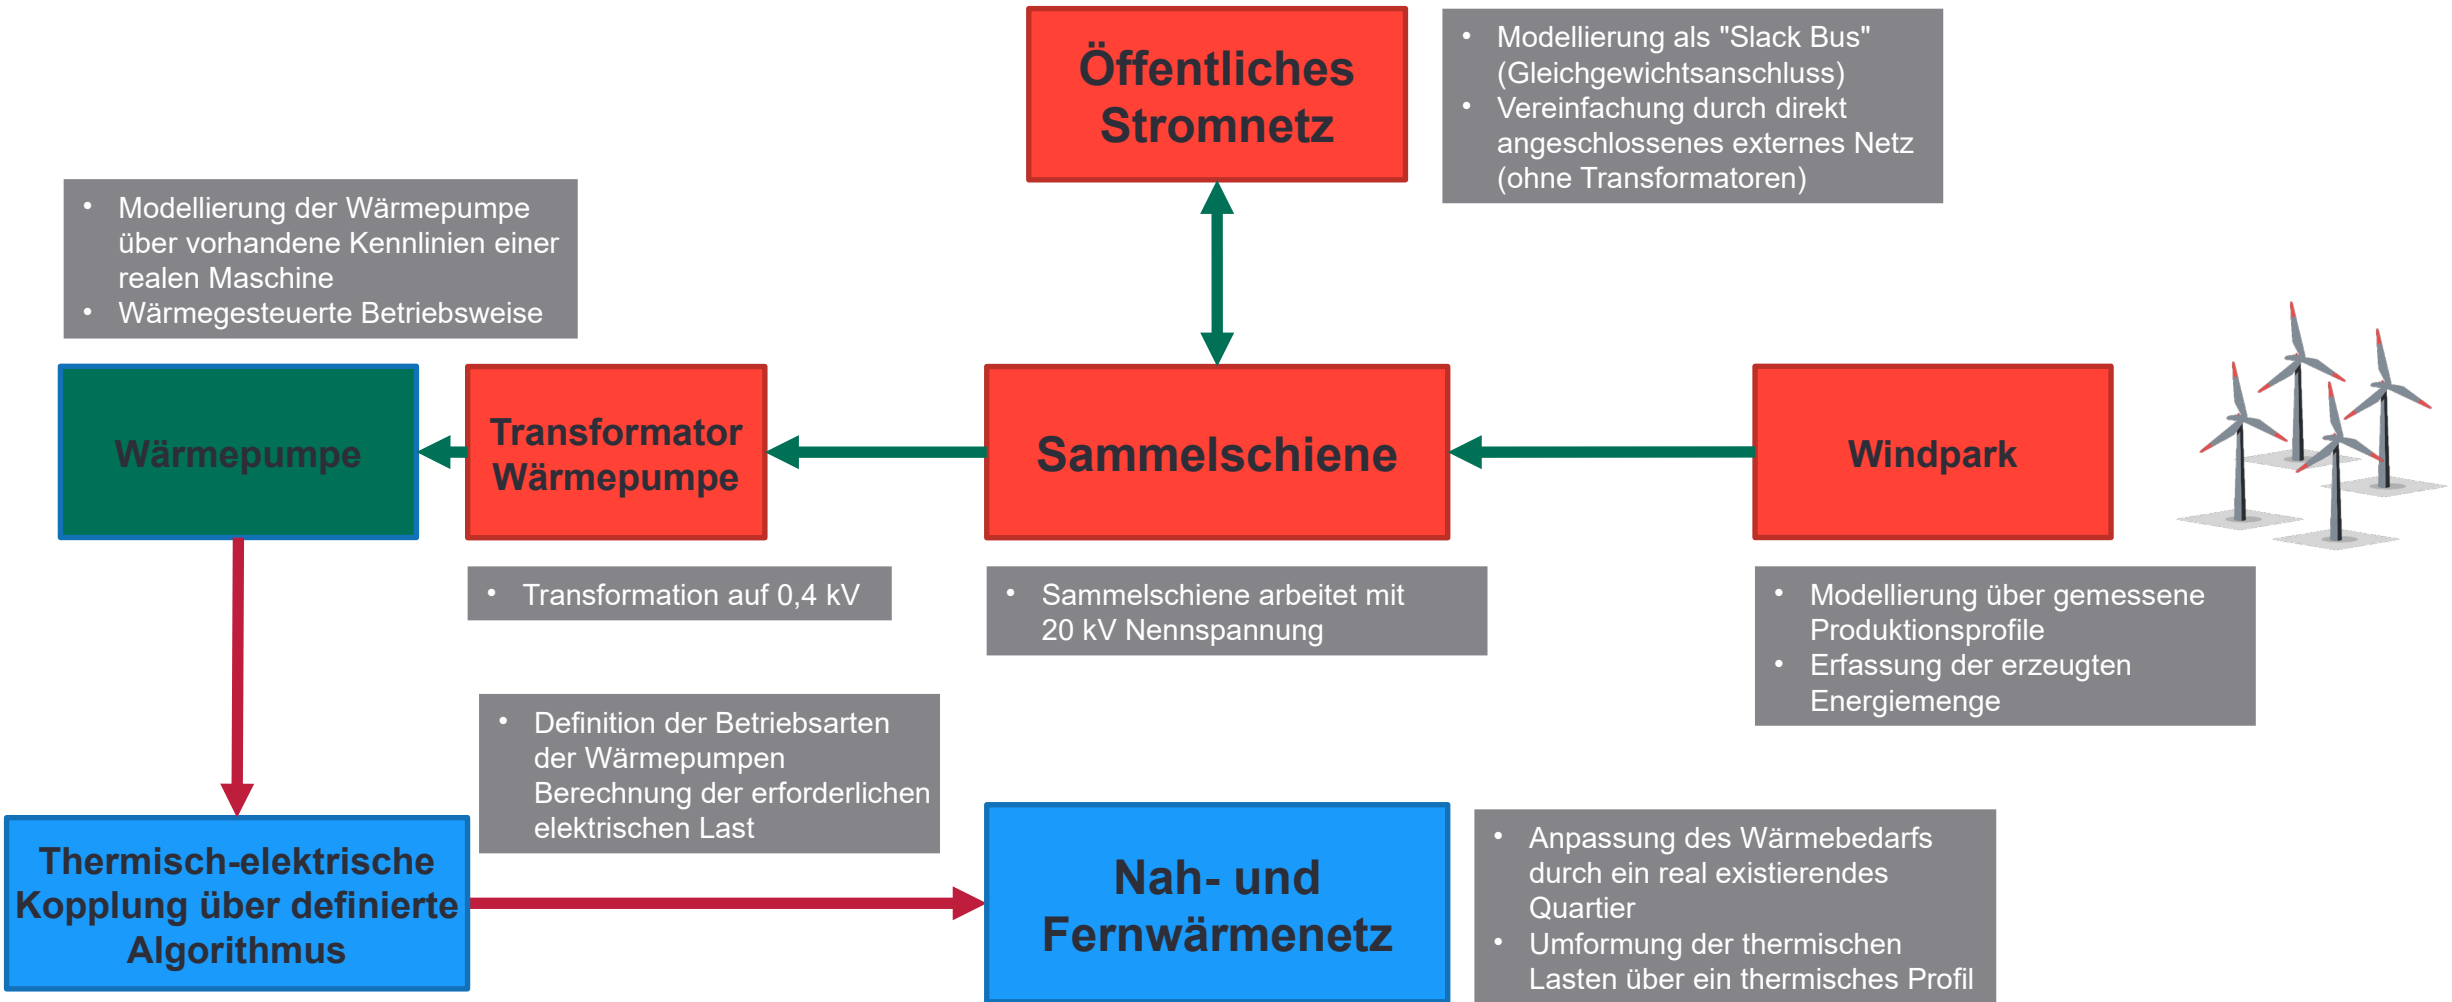 Öffentliches
Stromnetz
• Modellierung als "Slack Bus"
(Gleichgewichtsanschluss)
• Vereinfachung durch direkt
angeschlossenes externes Netz
(ohne Transformatoren)
• Modellierung der Wärmepumpe
über vorhandene Kennlinien einer
realen Maschine
• Wärmegesteuerte Betriebsweise
Wärmepumpe
Transformator
Wärmepumpe
Sammelschiene
Windpark
• Transformation auf 0,4 kV
• Sammelschiene arbeitet mit
20 kV Nennspannung
• Modellierung über gemessene
Produktionsprofile
• Erfassung der erzeugten
Energiemenge
• Definition der Betriebsarten
der Wärmepumpen
Berechnung der erforderlichen
elektrischen Last
Thermisch-elektrische
Kopplung über definierte
Algorithmus
Nah- und
Fernwärmenetz
• Anpassung des Wärmebedarfs
durch ein real existierendes
Quartier
• Umformung der thermischen
Lasten über ein thermisches Profil